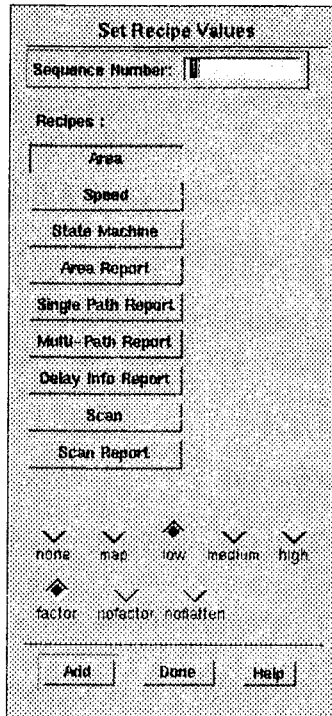 Set Recipe Values
Sequence Number:
Recipes :
Area
Speed
State Machine
Area Report
Single Path Report
Multi-Path Report
Delay Info Report
Scan
Scan Report
none map low medium high
factor nofactor noflatten
Add Done Help